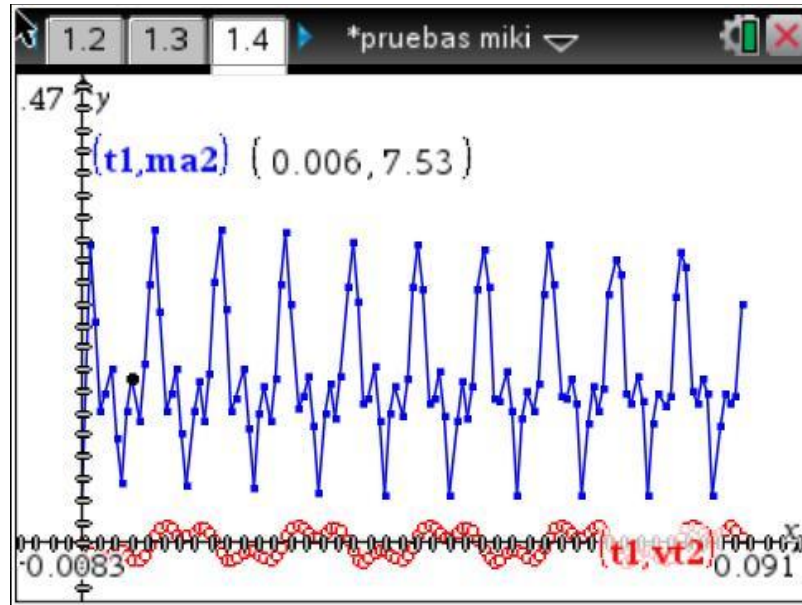 1.2 1.3 1.4 *pruebas miki
.47 y
(t1,ma2) (0.006,7.53)
x
-0.0083 (t1,vt2) 0.091